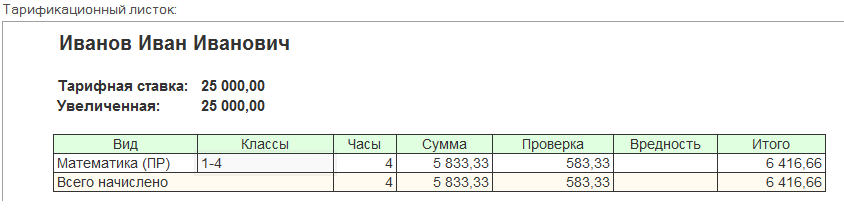 Тарификационный листок:
Иванов Иван Иванович
Тарифная ставка: 25 000,00
Увеличенная: 25 000,00
Вид Классы Часы Сумма Проверка Вредность Итого
Математика (ПР) 1-4 4 5 833,33 583,33 6 416,66
Всего начислено 4 5 833,33 583,33 6 416,66